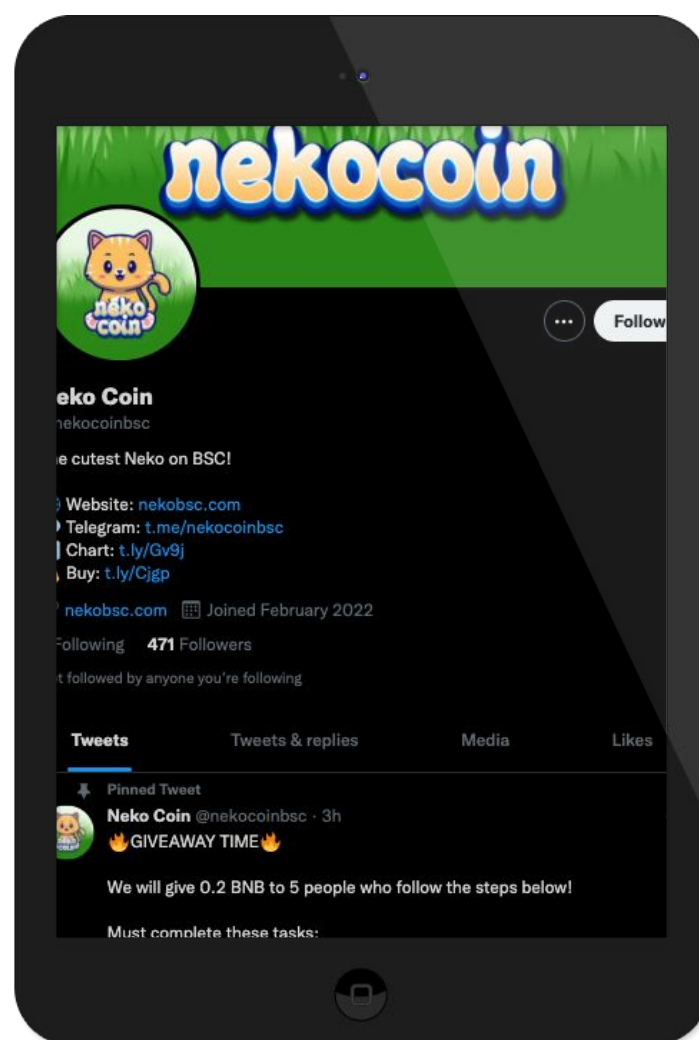 nekocoin
neko
coin
Follow
eko Coin
nekocoinbsc
e cutest Neko on BSC!
Website: nekobsc.com
Telegram: t.me/nekocoinbsc
Chart: t.ly/Gv9j
Buy: t.ly/Cjgp
nekobsc.com Joined February 2022
Following 471 Followers
t followed by anyone you're following
Tweets Tweets & replies Media Likes
Pinned Tweet
Neko Coin @nekocoinbsc · 3h
🔥GIVEAWAY TIME🔥
We will give 0.2 BNB to 5 people who follow the steps below!
Must complete these tasks: